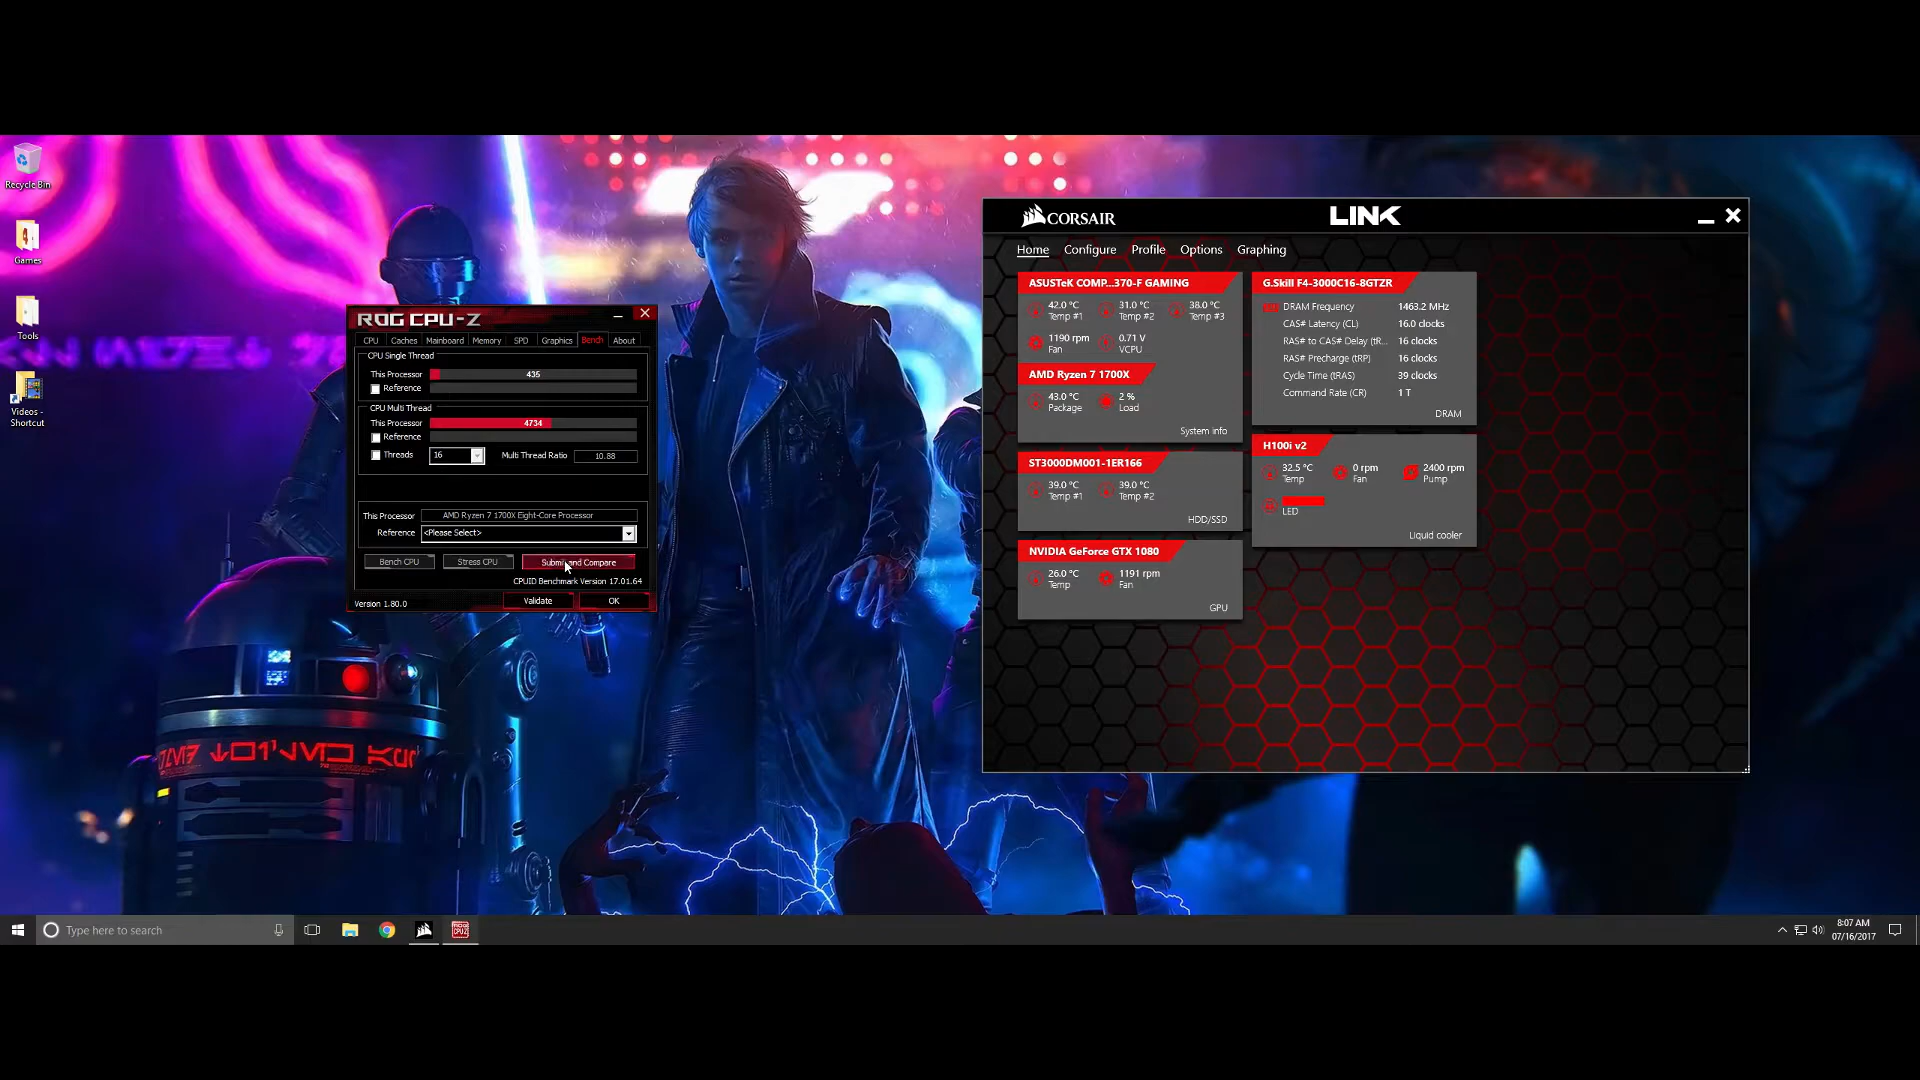 Recycle Bin
Games
Tools
Videos -
Shortcut
ROG CPU-Z
CPU Caches Mainboard Memory SPD Graphics Bench About
CPU Single Thread
This Processor 435
Reference
CPU Multi Thread
This Processor 4734
Reference
Threads 16 Multi Thread Ratio 10.88
This Processor AMD Ryzen 7 1700X Eight-Core Processor
Reference <Please Select>
Bench CPU Stress CPU Submit and Compare
CPUID Benchmark Version 17.01.64
Version 1.80.0 Validate OK
CORSAIR LINK
Home Configure Profile Options Graphing
ASUSTeK COMP...370-F GAMING
42.0 °C 31.0 °C 38.0 °C
Temp #1 Temp #2 Temp #3
1190 rpm 0.71 V
Fan VCPU
AMD Ryzen 7 1700X
43.0 °C 2 %
Package Load
System info
ST3000DM001-1ER166
39.0 °C 39.0 °C
Temp #1 Temp #2
HDD/SSD
NVIDIA GeForce GTX 1080
26.0 °C 1191 rpm
Temp Fan
GPU
G.Skill F4-3000C16-8GTZR
DRAM Frequency 1463.2 MHz
CAS# Latency (CL) 16.0 clocks
RAS# to CAS# Delay (tR... 16 clocks
RAS# Precharge (tRP) 16 clocks
Cycle Time (tRAS) 39 clocks
Command Rate (CR) 1 T
DRAM
H100i v2
32.5 °C 0 rpm 2400 rpm
Temp Fan Pump
LED
Liquid cooler
Type here to search
8:07 AM
07/16/2017